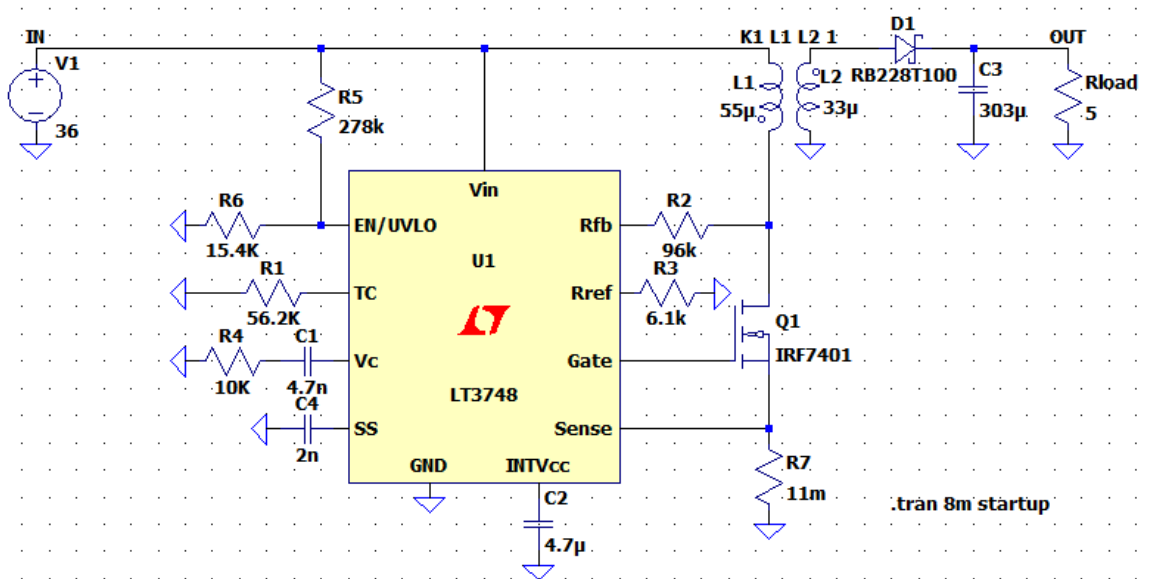 IN
K1 L1 L2 1
D1
OUT
V1
36
R5
278k
L1
55µ
L2
33µ
RB228T100
C3
303µ
Rload
5
Vin
R6
15.4K
EN/UVLO
Rfb
R2
96k
U1
R1
56.2K
TC
Rref
R3
6.1k
R4
10K
C1
4.7n
Vc
Gate
Q1
IRF7401
LT3748
C4
2n
SS
Sense
GND
INTVcc
R7
11m
C2
4.7µ
.tran 8m startup